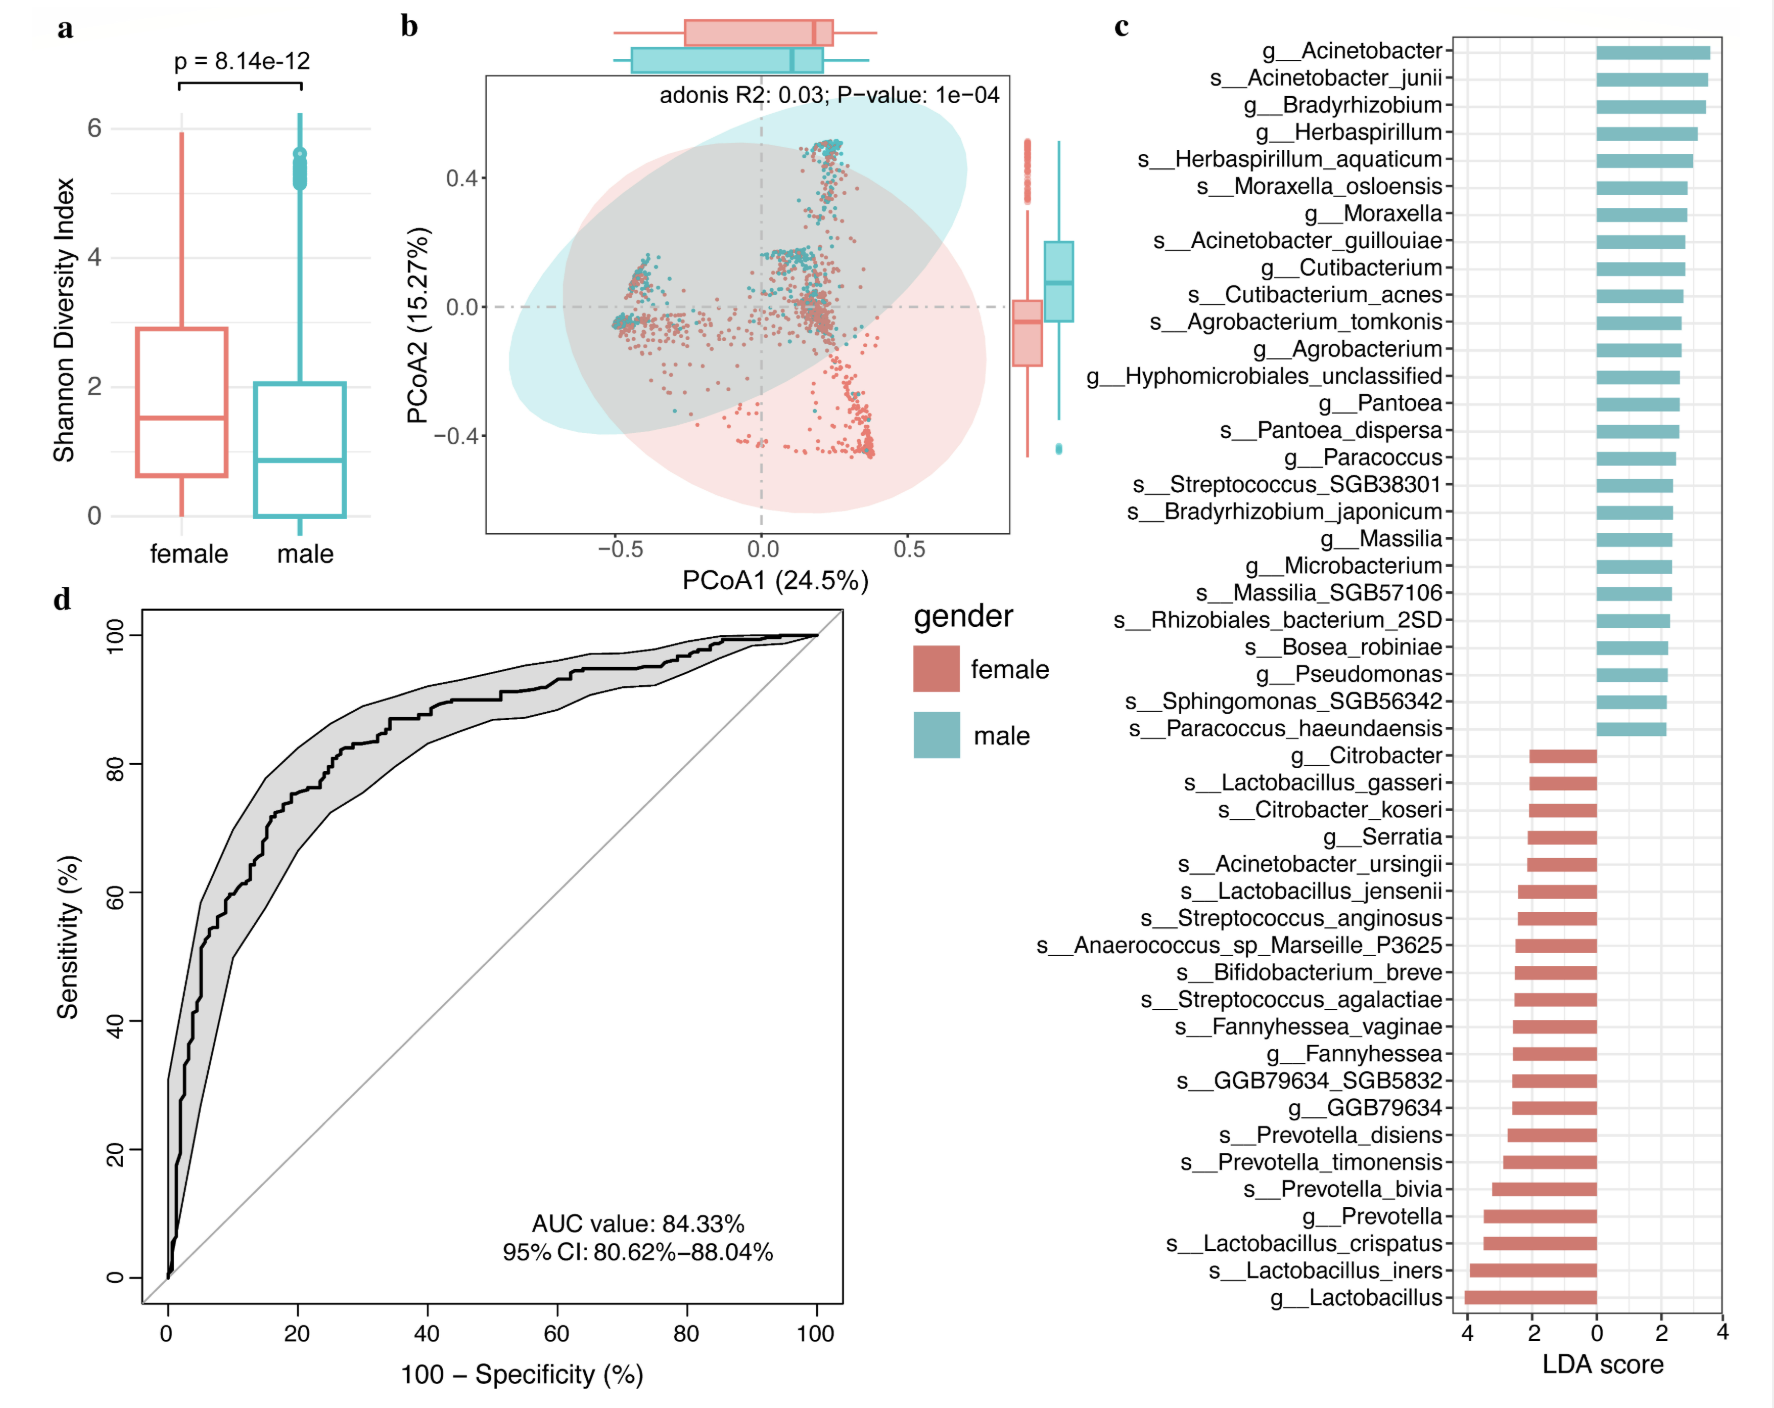 a
p = 8.14e-12
Shannon Diversity Index
6
4
2
0
female
male
b
adonis R2: 0.03; P−value: 1e−04
PCoA2 (15.27%)
0.4
0.0
−0.4
−0.5
0.0
0.5
PCoA1 (24.5%)
c
g__Acinetobacter
s__Acinetobacter_junii
g__Bradyrhizobium
g__Herbaspirillum
s__Herbaspirillum_aquaticum
s__Moraxella_osloensis
g__Moraxella
s__Acinetobacter_guillouiae
g__Cutibacterium
s__Cutibacterium_acnes
s__Agrobacterium_tomkonis
g__Agrobacterium
g__Hyphomicrobiales_unclassified
g__Pantoea
s__Pantoea_dispersa
g__Paracoccus
s__Streptococcus_SGB38301
s__Bradyrhizobium_japonicum
g__Massilia
g__Microbacterium
s__Massilia_SGB57106
s__Rhizobiales_bacterium_2SD
s__Bosea_robiniae
g__Pseudomonas
s__Sphingomonas_SGB56342
s__Paracoccus_haeundaensis
g__Citrobacter
s__Lactobacillus_gasseri
s__Citrobacter_koseri
g__Serratia
s__Acinetobacter_ursingii
s__Lactobacillus_jensenii
s__Streptococcus_anginosus
s__Anaerococcus_sp_Marseille_P3625
s__Bifidobacterium_breve
s__Streptococcus_agalactiae
s__Fannyhessea_vaginae
g__Fannyhessea
s__GGB79634_SGB5832
g__GGB79634
s__Prevotella_disiens
s__Prevotella_timonensis
s__Prevotella_bivia
g__Prevotella
s__Lactobacillus_crispatus
s__Lactobacillus_iners
g__Lactobacillus
4
2
0
2
4
LDA score
d
Sensitivity (%)
100
80
60
40
20
0
AUC value: 84.33%
95% CI: 80.62%−88.04%
0
20
40
60
80
100
100 − Specificity (%)
gender
female
male